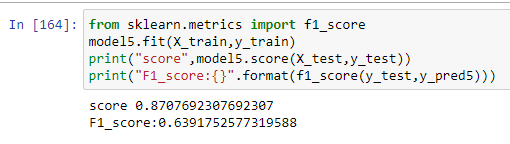 In [164]: from sklearn.metrics import f1_score
model5.fit(X_train,y_train)
print("score",model5.score(X_test,y_test))
print("F1_score:{}".format(f1_score(y_test,y_pred5)))
score 0.8707692307692307
F1_score:0.6391752577319588